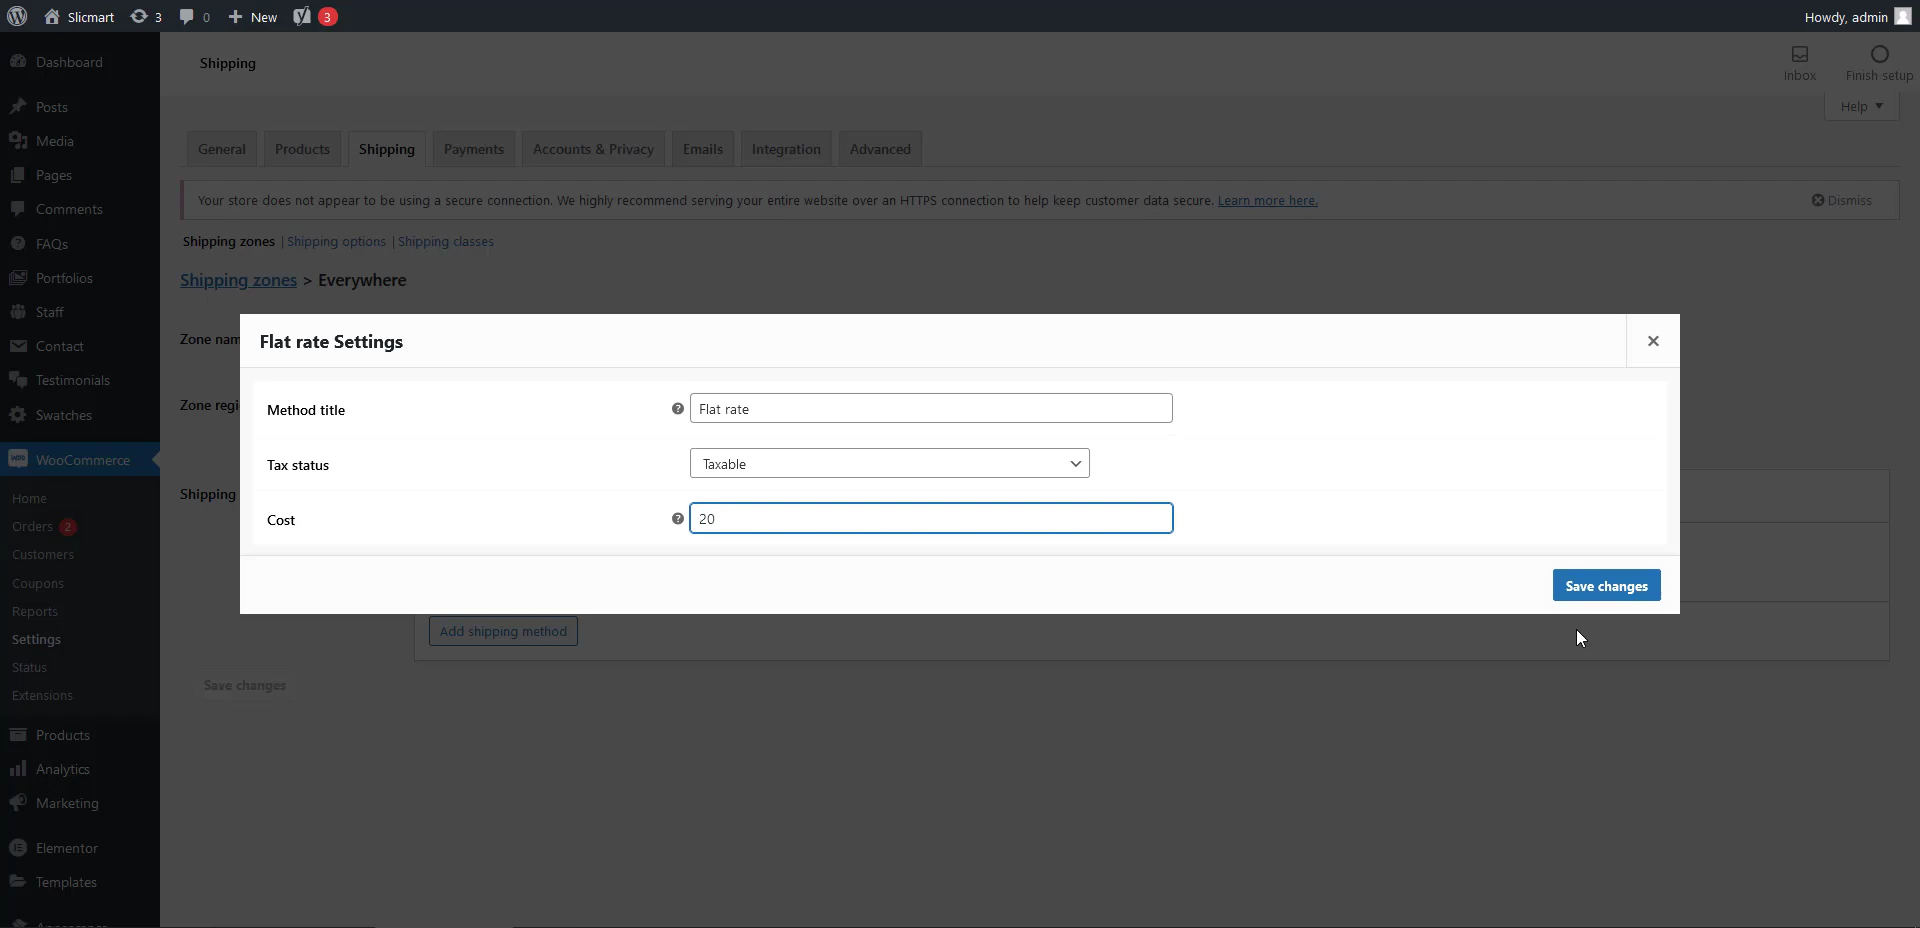 Slicmart 3 0 New 3 Howdy, admin
Dashboard
Posts
Media
Pages
Comments
FAQs
Portfolios
Staff
Contact
Testimonials
Swatches
WooCommerce
Home
Orders 2
Customers
Coupons
Reports
Settings
Status
Extensions
Products
Analytics
Marketing
Elementor
Templates
Appearance
Shipping
Inbox
Finish setup
Help
General Products Shipping Payments Accounts & Privacy Emails Integration Advanced
Your store does not appear to be using a secure connection. We highly recommend serving your entire website over an HTTPS connection to help keep customer data secure. Learn more here. Dismiss
Shipping zones | Shipping options | Shipping classes
Shipping zones > Everywhere
Zone nam
Zone regi
Shipping
Flat rate Settings
Method title Flat rate
Tax status Taxable
Cost 20
Save changes
Add shipping method
Save changes